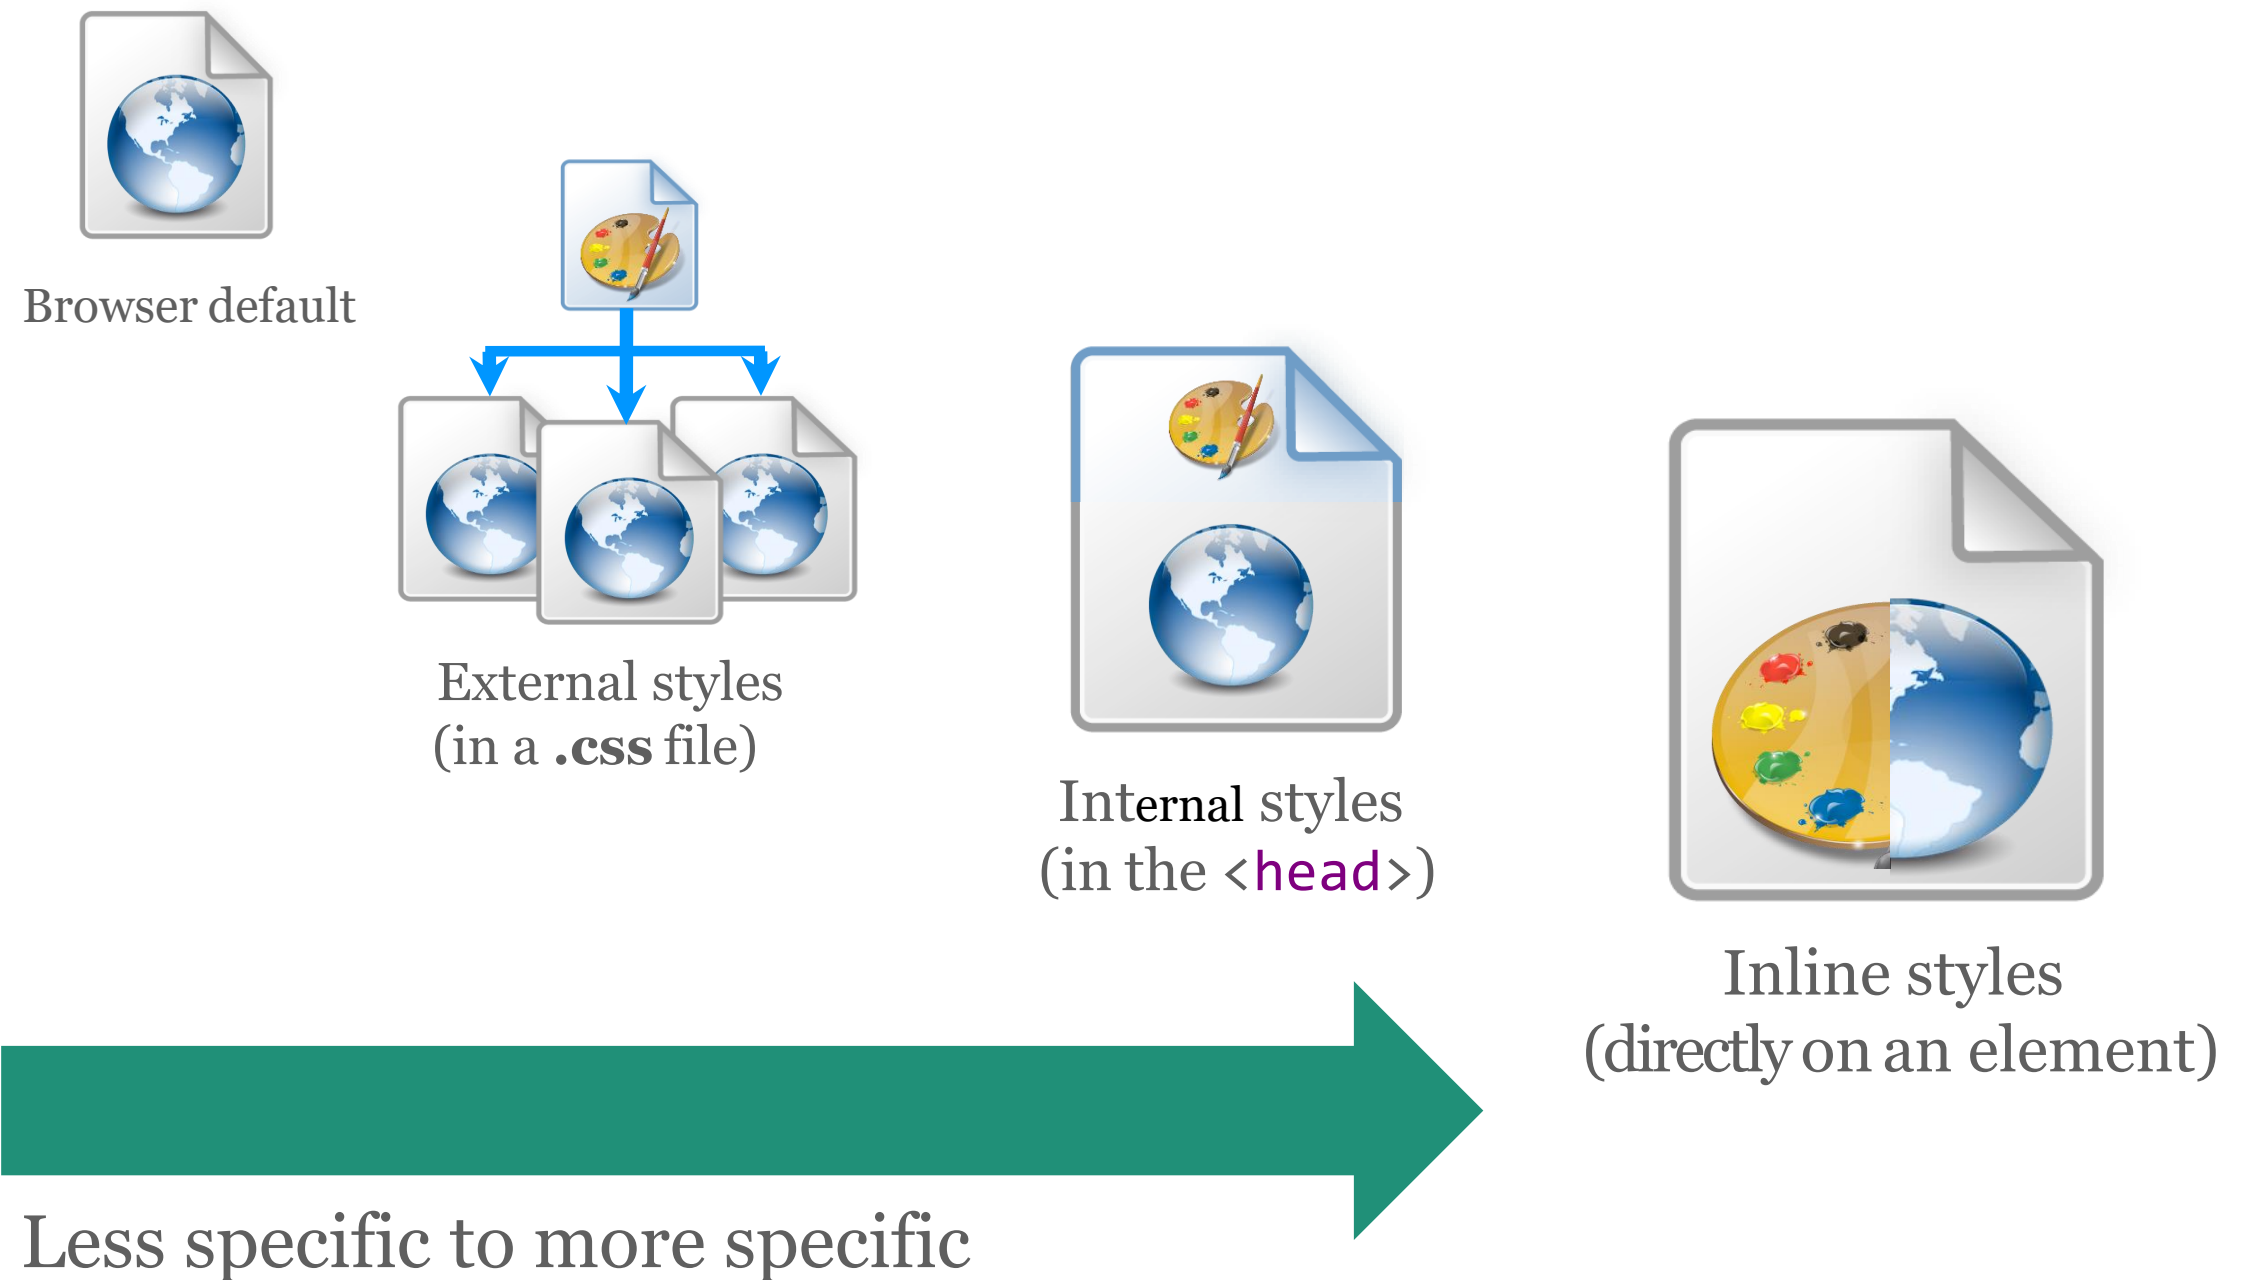 Browser default
External styles
(in a .css file)
Internal styles
(in the <head>)
Inline styles
(directly on an element)
Less specific to more specific